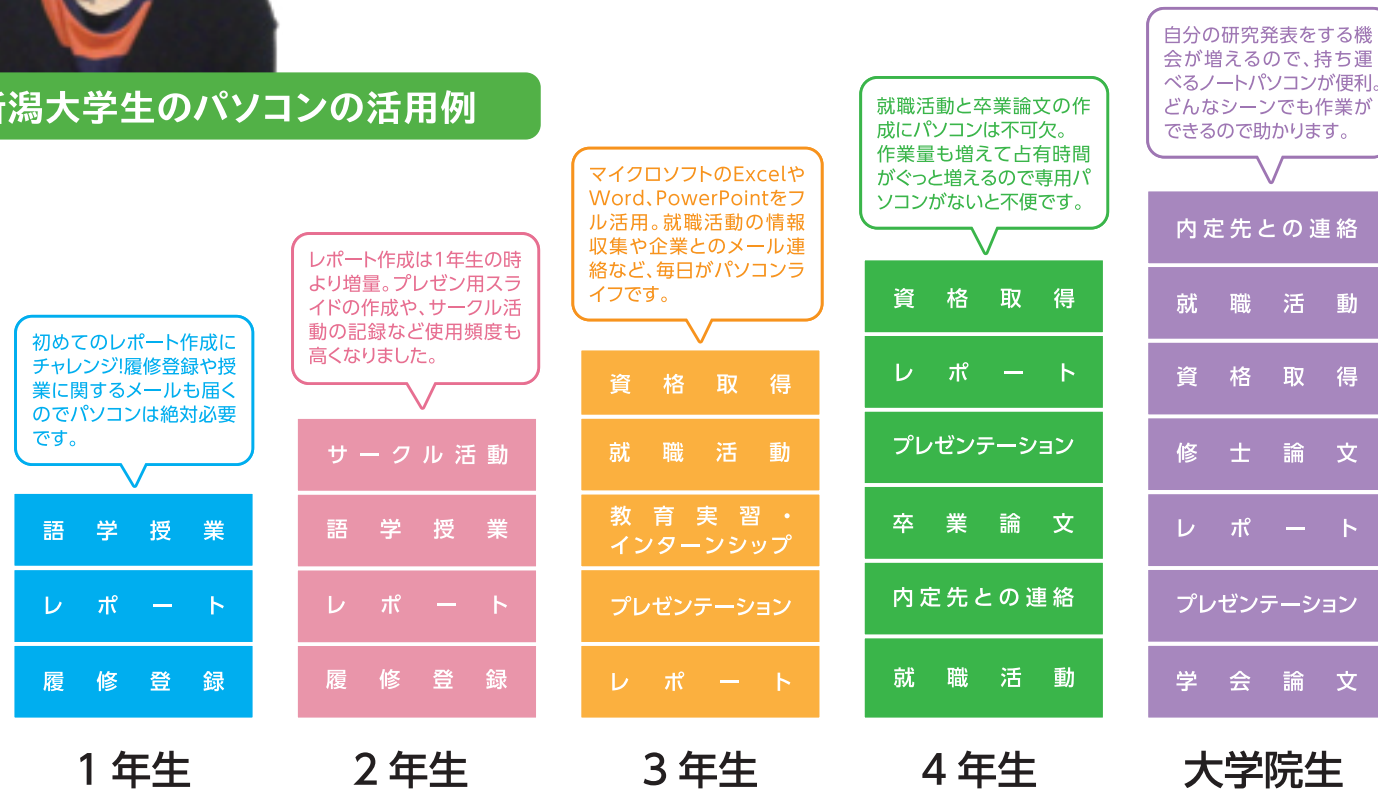 潟大学生のパソコンの活用例
初めてのレポート作成に
チャレンジ!履修登録や授
業に関するメールも届く
のでパソコンは絶対必要
です。
語学授業
レポート
履修登録
1年生
レポート作成は1年生の時
より増量。プレゼン用スラ
イドの作成や、サークル活
動の記録など使用頻度も
高くなりました。
サークル活動
語学授業
レポート
履修登録
2年生
マイクロソフトのExcelや
Word、PowerPointをフ
ル活用。就職活動の情報
収集や企業とのメール連
絡など、毎日がパソコンラ
イフです。
資格取得
就職活動
教育実習・
インターンシップ
プレゼンテーション
レポート
3年生
就職活動と卒業論文の作
成にパソコンは不可欠。
作業量も増えて占有時間
がぐっと増えるので専用パ
ソコンがないと不便です。
資格取得
レポート
プレゼンテーション
卒業論文
内定先との連絡
就職活動
4年生
自分の研究発表をする機
会が増えるので、持ち運
べるノートパソコンが便利。
どんなシーンでも作業が
できるので助かります。
内定先との連絡
就職活動
資格取得
修士論文
レポート
プレゼンテーション
学会論文
大学院生